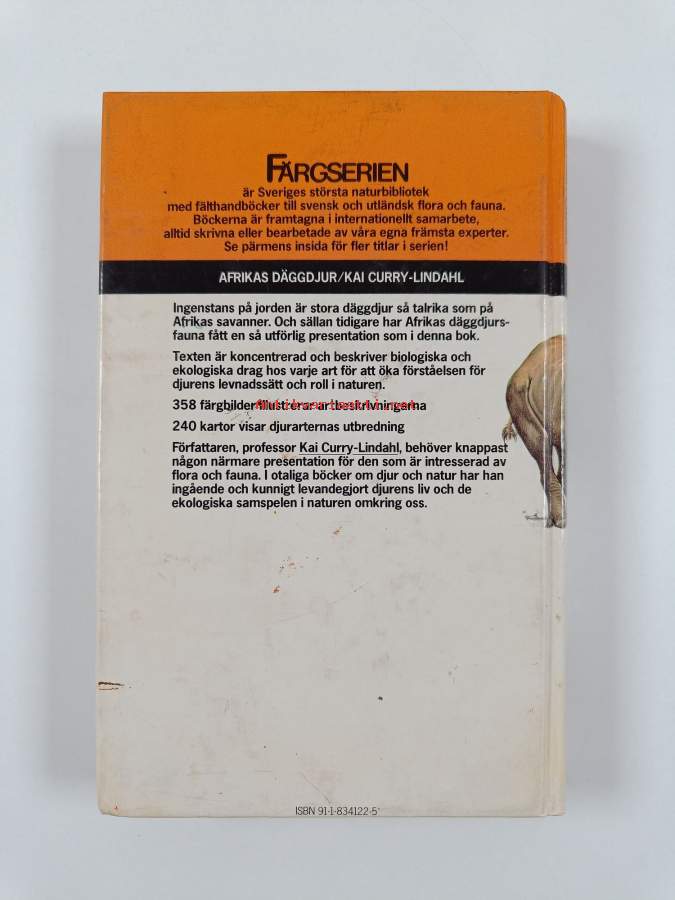 FÄRGSERIEN
är Sveriges största naturbibliotek
med fälthandböcker till svensk och utländsk flora och fauna.
Böckerna är framtagna i internationellt samarbete,
alltid skrivna eller bearbetade av våra egna främsta experter.
Se pärmens insida för fler titlar i serien!
AFRIKAS DÄGGDJUR/KAI CURRY-LINDAHL
Ingenstans på jorden är stora däggdjur så talrika som på
Afrikas savanner. Och sällan tidigare har Afrikas däggdjurs-
fauna fått en så utförlig presentation som i denna bok.
Texten är koncentrerad och beskriver biologiska och
ekologiska drag hos varje art för att öka förståelsen för
djurens levnadssätt och roll i naturen.
358 färgbilder illustrerar artbeskrivningarna
240 kartor visar djurarternas utbredning
Författaren, professor Kai Curry-Lindahl, behöver knappast
någon närmare presentation för den som är intresserad av
flora och fauna. I otaliga böcker om djur och natur har han
ingående och kunnigt levandegjort djurens liv och de
ekologiska samspelen i naturen omkring oss.
ISBN 91-1-834122-5